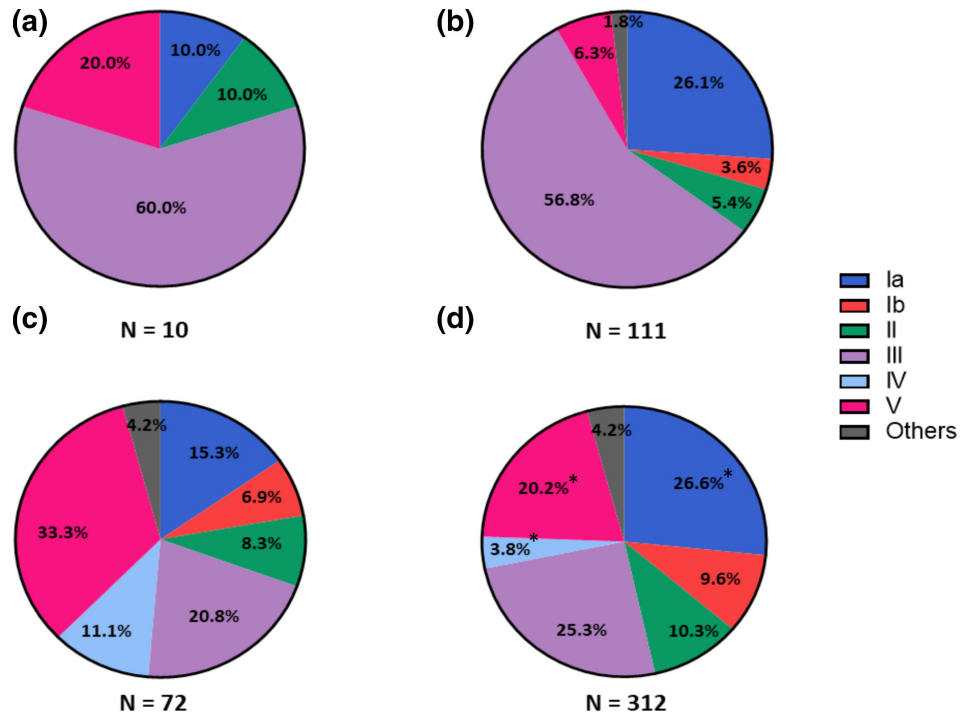 (a)
10.0%
10.0%
60.0%
20.0%
N = 10
(b)
1.8%
26.1%
3.6%
5.4%
56.8%
6.3%
N = 111
Ia
Ib
II
III
IV
V
Others
(c)
4.2%
15.3%
6.9%
8.3%
20.8%
11.1%
33.3%
N = 72
(d)
4.2%
26.6%*
9.6%
10.3%
25.3%
3.8%*
20.2%*
N = 312